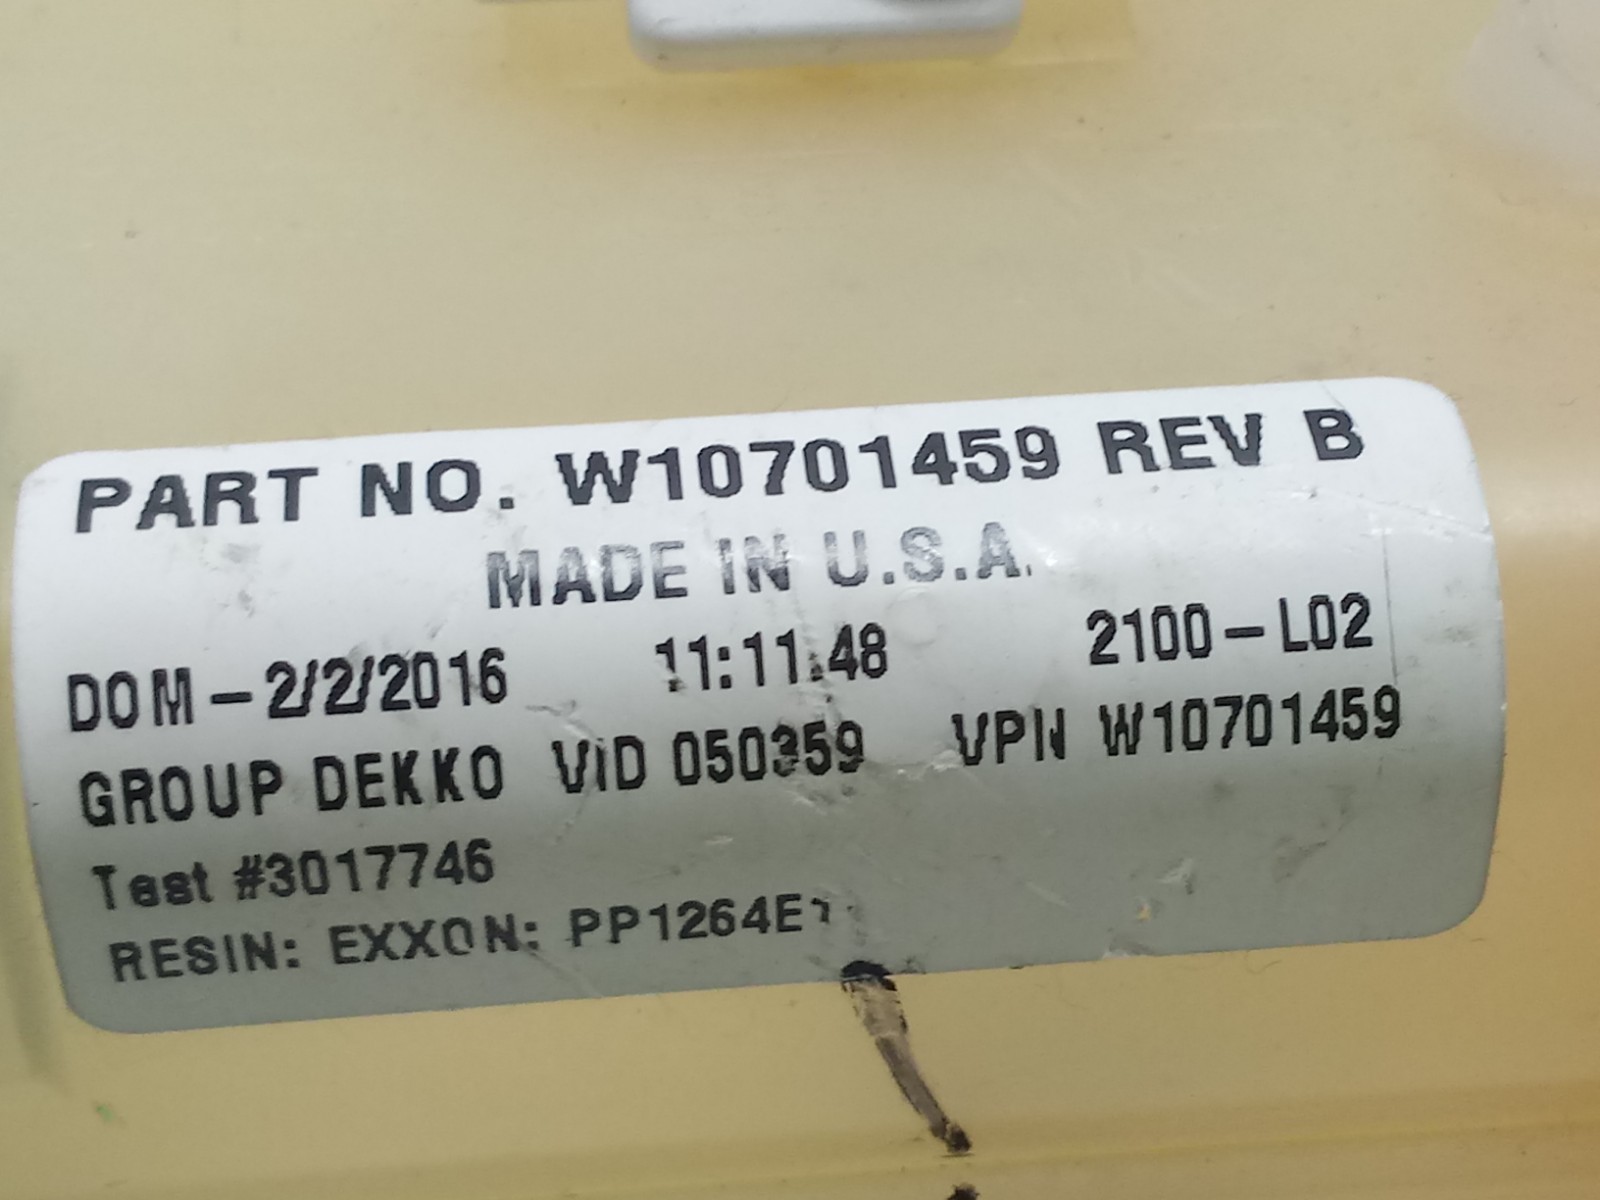 PART NO. W10701459 REV B
MADE IN U.S.A.
DOM-2/2/2016 11:11:48 2100-L02
GROUP DEKKO VID 050359 VPN W10701459
Test #3017746
RESIN: EXXON: PP1264E1